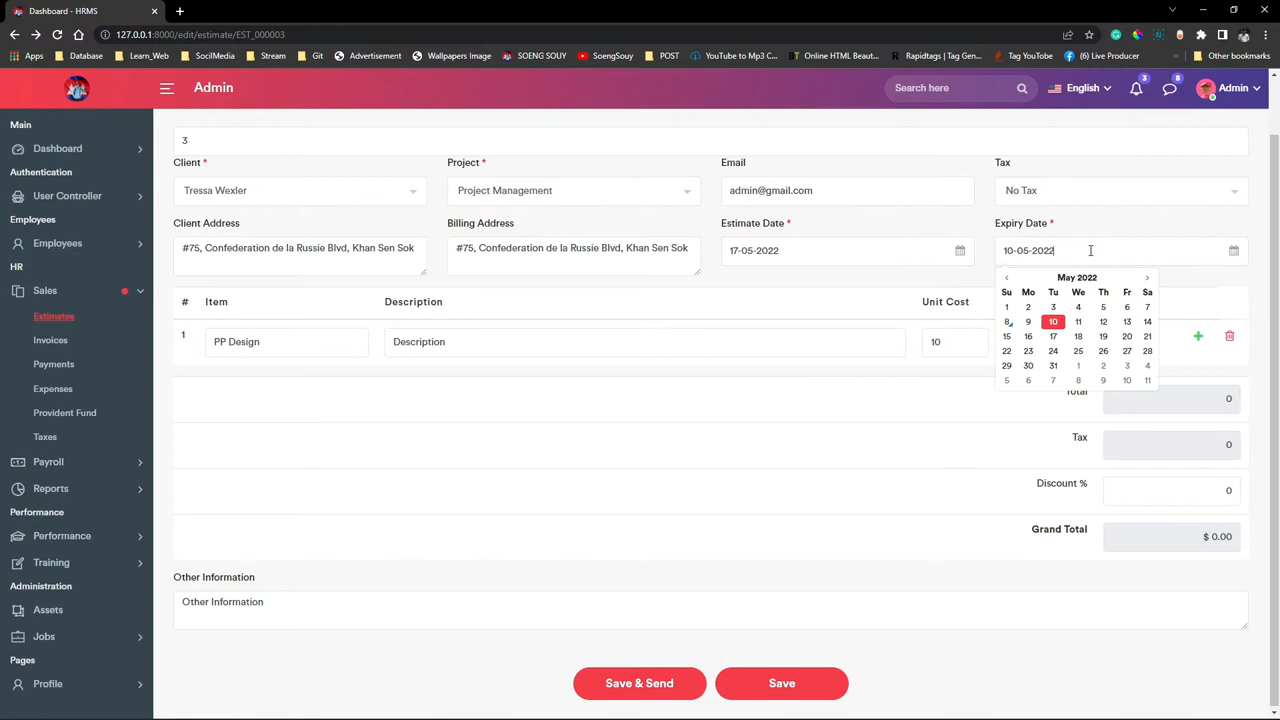 Dashboard - HRMS
127.0.0.1:8000/edit/estimate/EST_000003
Apps Database Learn_Web SociMedia Stream Git Advertisement Wallpapers Image SOENG SOUY SoengSouy POST YouTube to Mp3 C... Online HTML Beaut... Rapidtags | Tag Gen... YouTube Tag (f) Live Producer Other bookmarks
Admin
Search here
English
3
8
Admin
Main
Dashboard
Authentication
User Controller
Employees
Employees
HR
Sales
Estimates
Invoices
Payments
Expenses
Provident Fund
Taxes
Payroll
Reports
Performance
Performance
Training
Administration
Assets
Jobs
Pages
Profile
3
Client * Project * Email Tax
Tressa Wexler Project Management admin@gmail.com No Tax
Client Address Billing Address Estimate Date * Expiry Date *
#75, Confederation de la Russie Blvd, Khan Sen Sok #75, Confederation de la Russie Blvd, Khan Sen Sok 17-05-2022 10-05-2022
May 2022
Su Mo Tu We Th Fr Sa
1 2 3 4 5 6 7
8 9 10 11 12 13 14
15 16 17 18 19 20 21
22 23 24 25 26 27 28
29 30 31 1 2 3 4
5 6 7 8 9 10 11
# Item Description Unit Cost
1 PP Design Description 10
Total 0
Tax 0
Discount % 0
Grand Total $ 0.00
Other Information
Other Information
Save & Send Save